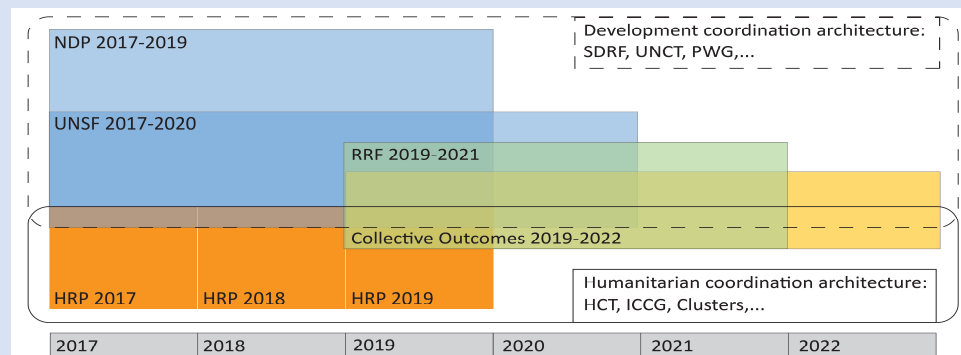 NDP 2017-2019
Development coordination architecture:
SDRF, UNCT, PWG,...
UNSF 2017-2020
RRF 2019-2021
Collective Outcomes 2019-2022
HRP 2017
HRP 2018
HRP 2019
Humanitarian coordination architecture:
HCT, ICCG, Clusters,...
2017
2018
2019
2020
2021
2022